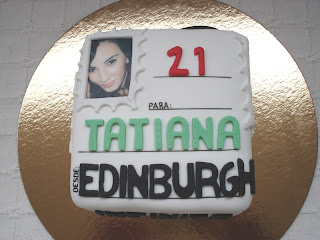 21
PARA:
TATIANA
DESDE:
EDINBURGH